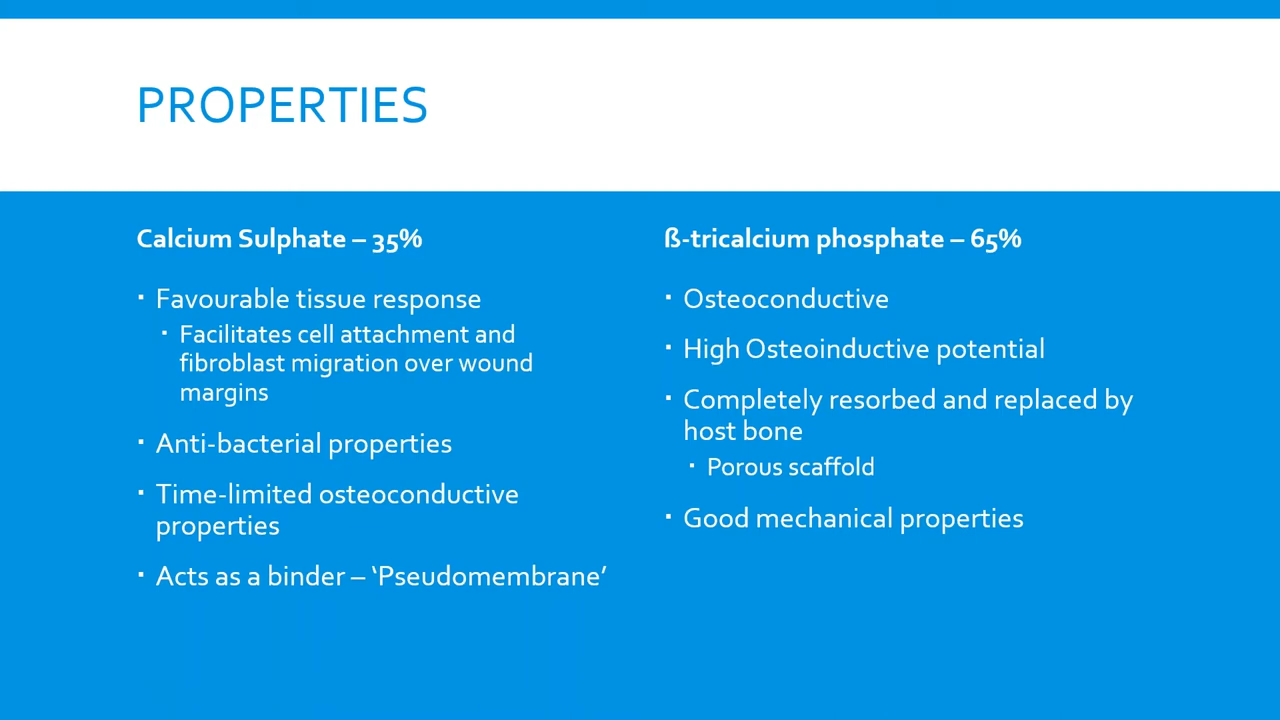 PROPERTIES
Calcium Sulphate – 35%
▪ Favourable tissue response
▪ Facilitates cell attachment and
fibroblast migration over wound
margins
▪ Anti-bacterial properties
▪ Time-limited osteoconductive
properties
▪ Acts as a binder – ‘Pseudomembrane’
ß-tricalcium phosphate – 65%
▪ Osteoconductive
▪ High Osteoinductive potential
▪ Completely resorbed and replaced by
host bone
▪ Porous scaffold
▪ Good mechanical properties